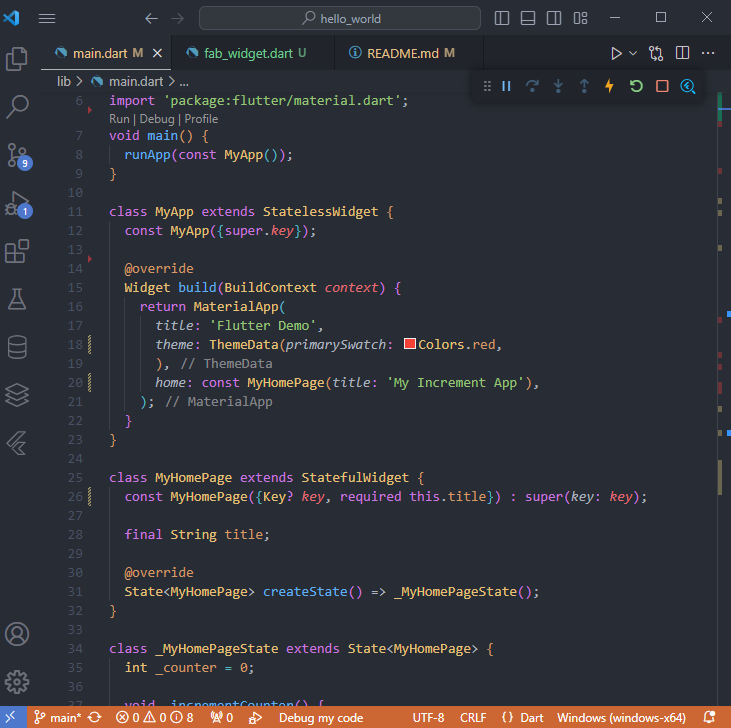 hello_world
main.dart M
fab_widget.dart U
README.md M
lib > main.dart > ...
6 import 'package:flutter/material.dart';
Run | Debug | Profile
7 void main() {
8 runApp(const MyApp());
9 }
10
11 class MyApp extends StatelessWidget {
12 const MyApp({super.key});
13
14 @override
15 Widget build(BuildContext context) {
16 return MaterialApp(
17 title: 'Flutter Demo',
18 theme: ThemeData(primarySwatch: Colors.red,
19 ), // ThemeData
20 home: const MyHomePage(title: 'My Increment App'),
21 ); // MaterialApp
22 }
23 }
24
25 class MyHomePage extends StatefulWidget {
26 const MyHomePage({Key? key, required this.title}) : super(key: key);
27
28 final String title;
29
30 @override
31 State<MyHomePage> createState() => _MyHomePageState();
32 }
33
34 class _MyHomePageState extends State<MyHomePage> {
35 int _counter = 0;
36
37 void _incrementCounter() {
9
1
main* 0 0 8 0 Debug my code UTF-8 CRLF {} Dart Windows (windows-x64)